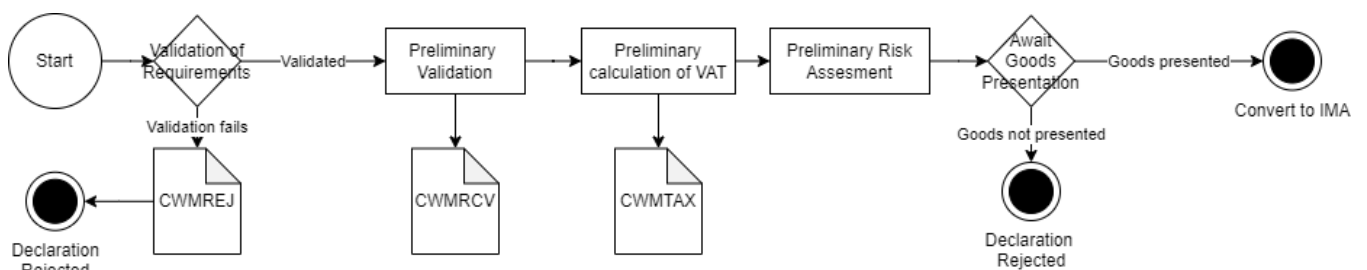 Start
Validation of
Requirements
Validated
Preliminary
Validation
Preliminary
calculation of VAT
Preliminary Risk
Assesment
Await
Goods
Presentation
Goods presented
Convert to IMA
Validation fails
Goods not presented
CWMREJ
CWMRCV
CWMTAX
Declaration
Rejected
Declaration
Rejected